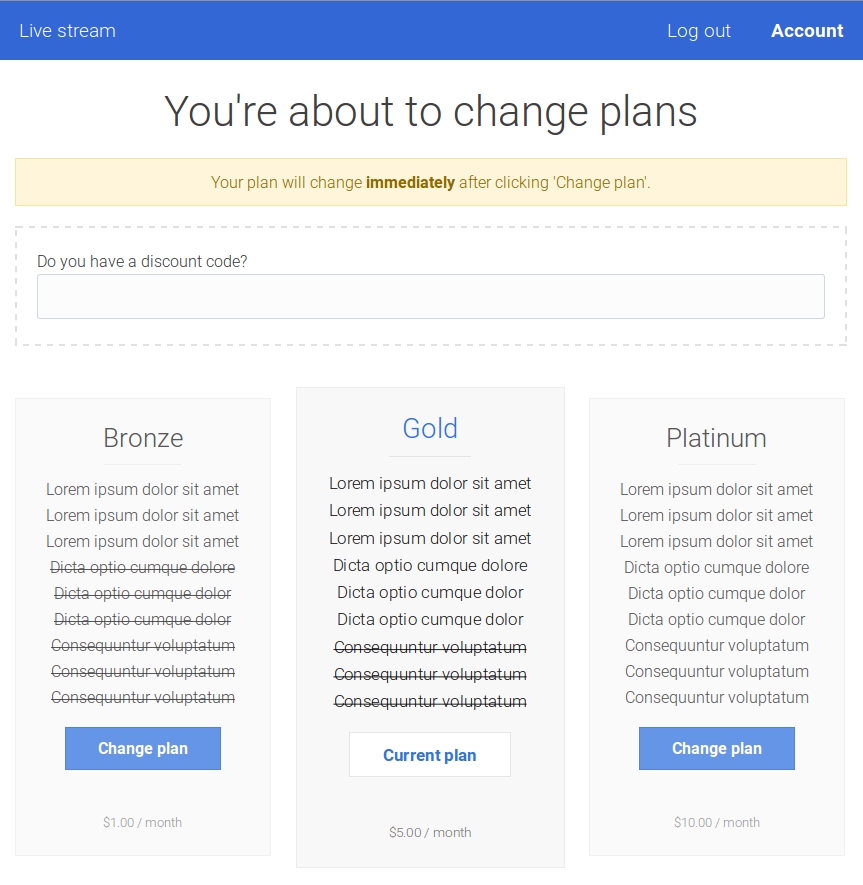 Live stream Log out Account
You're about to change plans
Your plan will change immediately after clicking 'Change plan'.
Do you have a discount code?
Bronze
Lorem ipsum dolor sit amet
Lorem ipsum dolor sit amet
Lorem ipsum dolor sit amet
Dicta optio cumque dolore
Dicta optio cumque dolor
Dicta optio cumque dolor
Consequuntur voluptatum
Consequuntur voluptatum
Consequuntur voluptatum
Change plan
$1.00 / month
Gold
Lorem ipsum dolor sit amet
Lorem ipsum dolor sit amet
Lorem ipsum dolor sit amet
Dicta optio cumque dolore
Dicta optio cumque dolor
Dicta optio cumque dolor
Consequuntur voluptatum
Consequuntur voluptatum
Consequuntur voluptatum
Current plan
$5.00 / month
Platinum
Lorem ipsum dolor sit amet
Lorem ipsum dolor sit amet
Lorem ipsum dolor sit amet
Dicta optio cumque dolore
Dicta optio cumque dolor
Dicta optio cumque dolor
Consequuntur voluptatum
Consequuntur voluptatum
Consequuntur voluptatum
Change plan
$10.00 / month